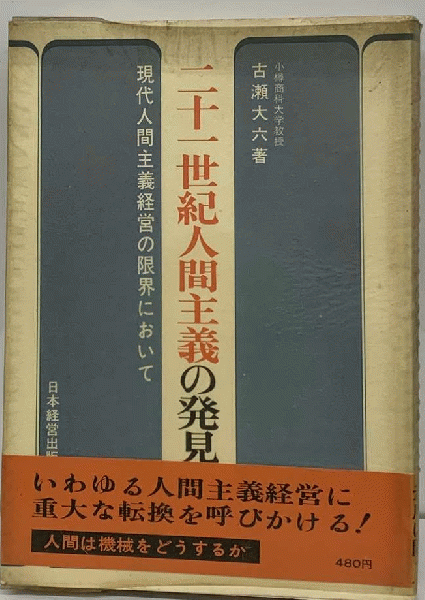 小樽商科大学教授
古瀬大六著
二十一世紀人間主義の発見
現代人間主義経営の限界において
日本経営出版
いわゆる人間主義経営に
重大な転換を呼びかける!
人間は機械をどうするか
480円